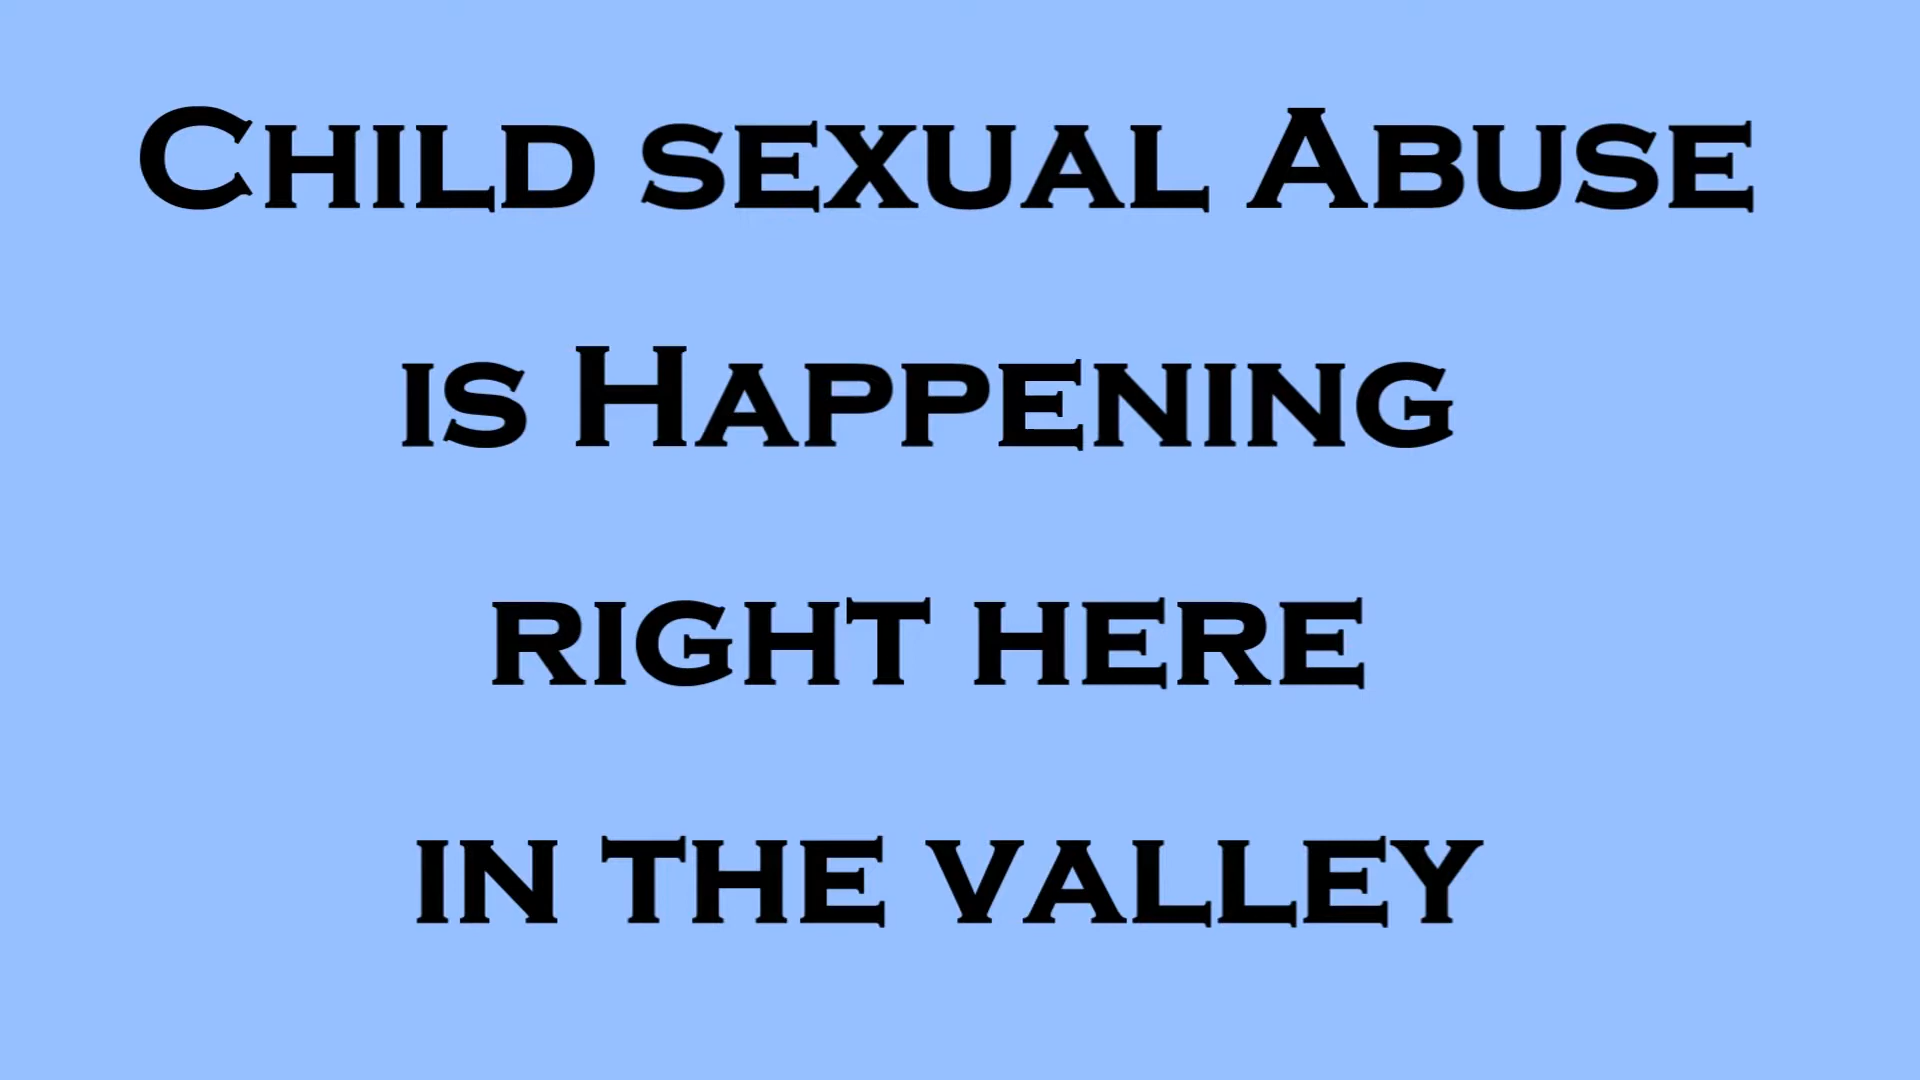 Child sexual Abuse
is Happening
right here
in the valley